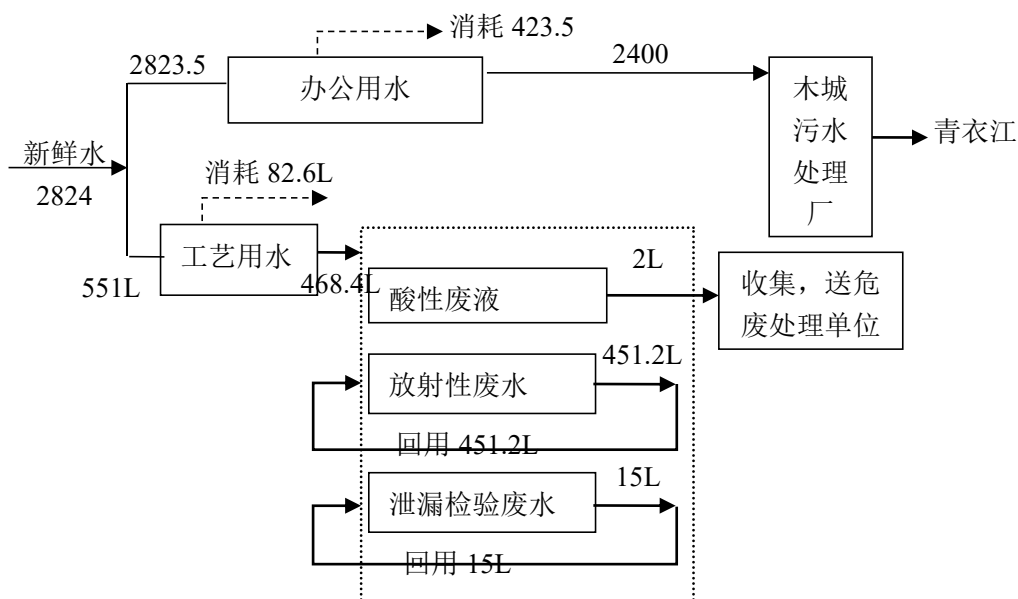 消耗 423.5
2823.5
2400
办公用水
木城
污水
处理
厂
青衣江
新鲜水
2824
消耗 82.6L
工艺用水
551L
468.4L
2L
酸性废液
收集，送危
废处理单位
451.2L
放射性废水
回用 451.2L
15L
泄漏检验废水
回用 15L